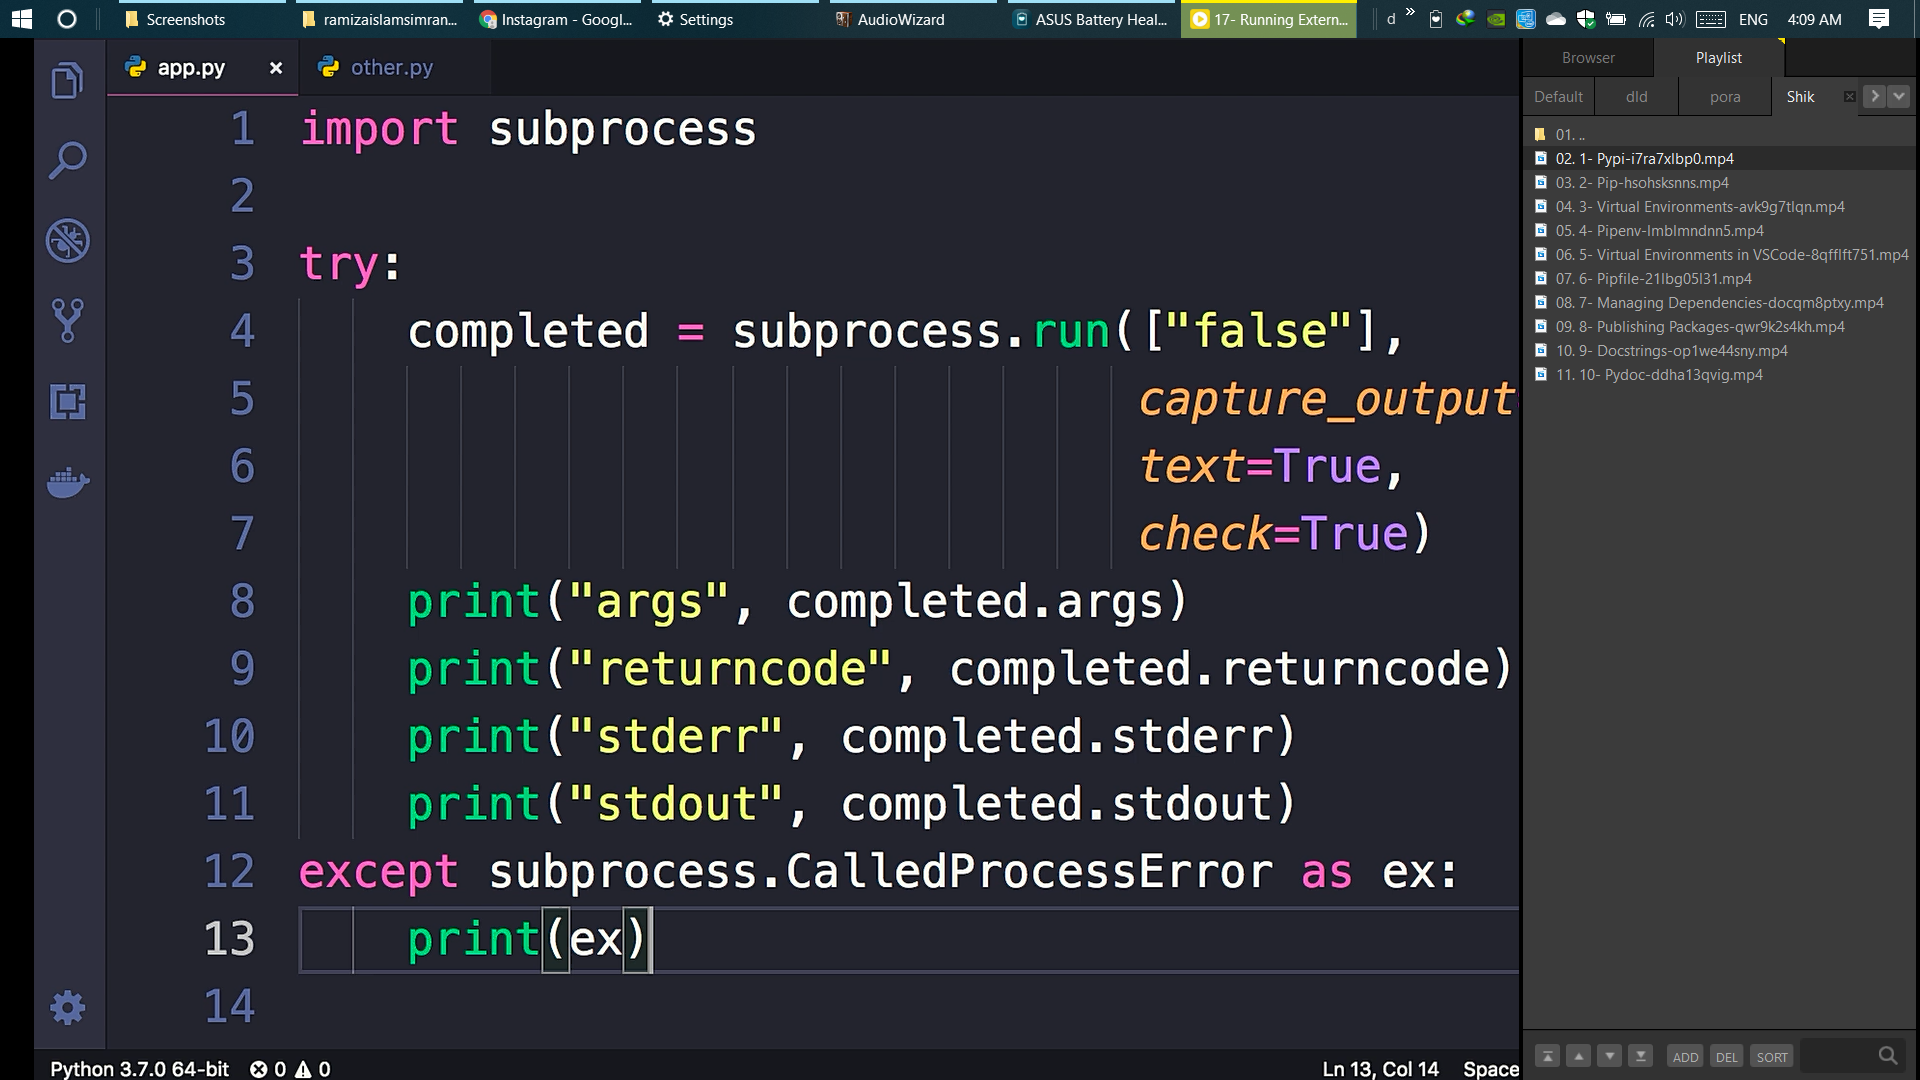 Screenshots
ramizaislamsimran...
Instagram - Googl...
Settings
AudioWizard
ASUS Battery Heal...
17- Running Extern...
d
»
ENG
4:09 AM
app.py ×
other.py
1 import subprocess
2
3 try:
4 completed = subprocess.run(["false"],
5 capture_output
6 text=True,
7 check=True)
8 print("args", completed.args)
9 print("returncode", completed.returncode)
10 print("stderr", completed.stderr)
11 print("stdout", completed.stdout)
12 except subprocess.CalledProcessError as ex:
13 print(ex)
14
Python 3.7.0 64-bit 0 0
Ln 13, Col 14 Space
Browser
Playlist
Default
dld
pora
Shik
01. ..
02. 1- Pypi-i7ra7xlbp0.mp4
03. 2- Pip-hsohsksnns.mp4
04. 3- Virtual Environments-avk9g7tlqn.mp4
05. 4- Pipenv-lmblmndnn5.mp4
06. 5- Virtual Environments in VSCode-8qfflft751.mp4
07. 6- Pipfile-21lbg05l31.mp4
08. 7- Managing Dependencies-docqm8ptxy.mp4
09. 8- Publishing Packages-qwr9k2s4kh.mp4
10. 9- Docstrings-op1we44sny.mp4
11. 10- Pydoc-ddha13qvig.mp4
ADD
DEL
SORT